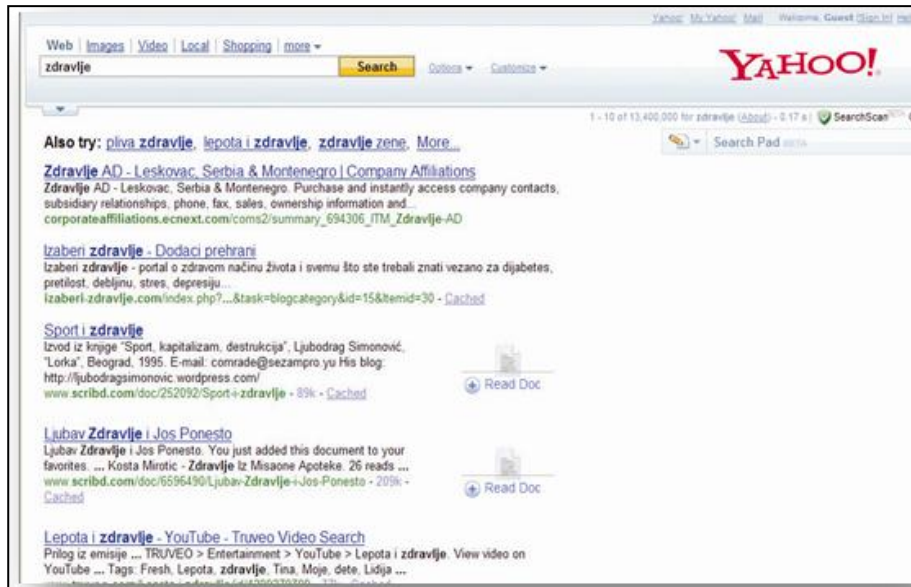 Yahoo! My Yahoo! Mail Welcome, Guest [Sign In]
Web | Images | Video | Local | Shopping | more
zdravlje Search Options Customize YAHOO!
1 - 10 of 13,400,000 for zdravlje (About) - 0.17 s | SearchScan
Also try: pliva zdravlje, lepota i zdravlje, zdravlje zene, More...
Search Pad BETA
Zdravlje AD - Leskovac, Serbia & Montenegro | Company Affiliations
Zdravlje AD - Leskovac, Serbia & Montenegro. Purchase and instantly access company contacts,
subsidiary relationships, phone, fax, sales, ownership information and...
corporateaffiliations.ecnext.com/coms2/summary_694306_ITM_Zdravlje-AD
Izaberi zdravlje - Dodaci prehrani
Izaberi zdravlje - portal o zdravom načinu života i svemu što ste trebali znati vezano za dijabetes,
pretilost, debljinu, stres, depresiju...
izaberi-zdravlje.com/index.php?...&task=blogcategory&id=15&Itemid=30 - Cached
Sport i zdravlje
Izvod iz knjige "Sport, kapitalizam, destrukcija", Ljubodrag Simonović,
"Lorka", Beograd, 1995. E-mail: comrade@sezampro.yu His blog:
http://ljubodragsimonovic.wordpress.com/
www.scribd.com/doc/252092/Sport-i-zdravlje - 89k - Cached
Read Doc
Ljubav Zdravlje i Jos Ponesto
Ljubav Zdravlje i Jos Ponesto. You just added this document to your
favorites. ... Kosta Mirotic - Zdravlje Iz Misaone Apoteke. 26 reads ...
www.scribd.com/doc/6596490/Ljubav-Zdravlje-i-Jos-Ponesto - 209k -
Cached
Read Doc
Lepota i zdravlje - YouTube - Truveo Video Search
Prilog iz emisije ... TRUVEO > Entertainment > YouTube > Lepota i zdravlje. View video on
YouTube ... Tags: Fresh, Lepota, zdravlje, Tina, Moje, dete, Lidija ...